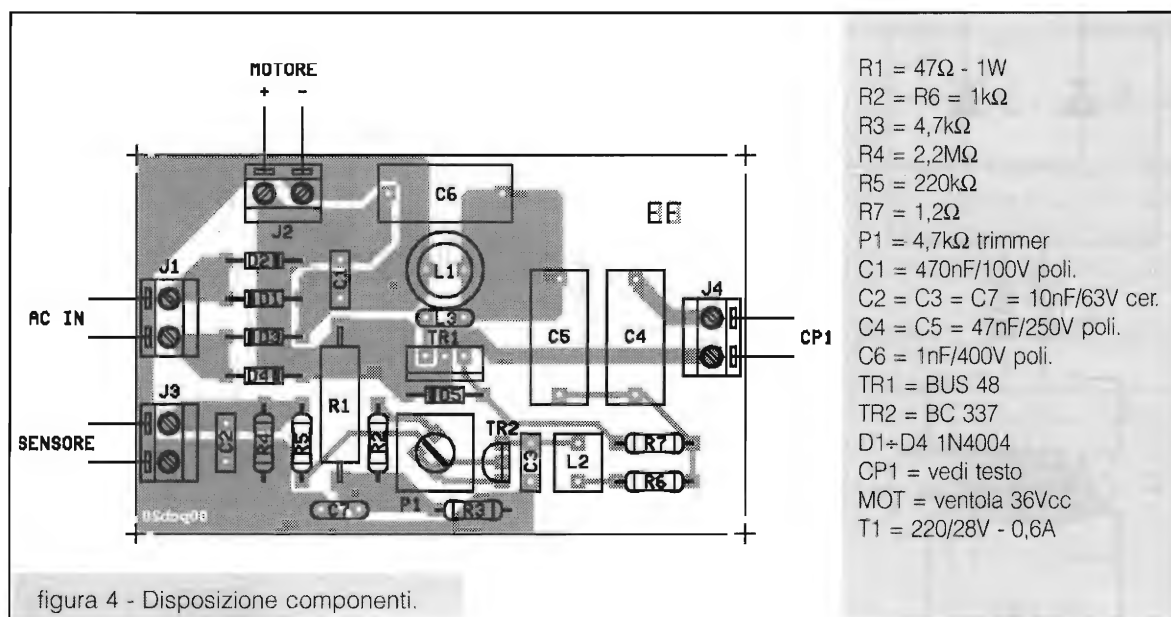 MOTORE
+ -
J2
C6
EE
J1
D2
C1
L1
J4
D1
AC IN
L3
CP1
D3
TR1
C5
C4
D4
D5
J3
R1
TR2
SENSORE
C2
R4
R5
R2
C3
L2
R7
R6
C7
P1
R3
figura 4 - Disposizione componenti.
R1 = 47Ω - 1W
R2 = R6 = 1kΩ
R3 = 4,7kΩ
R4 = 2,2MΩ
R5 = 220kΩ
R7 = 1,2Ω
P1 = 4,7kΩ trimmer
C1 = 470nF/100V poli.
C2 = C3 = C7 = 10nF/63V cer.
C4 = C5 = 47nF/250V poli.
C6 = 1nF/400V poli.
TR1 = BUS 48
TR2 = BC 337
D1÷D4 1N4004
CP1 = vedi testo
MOT = ventola 36Vcc
T1 = 220/28V - 0,6A